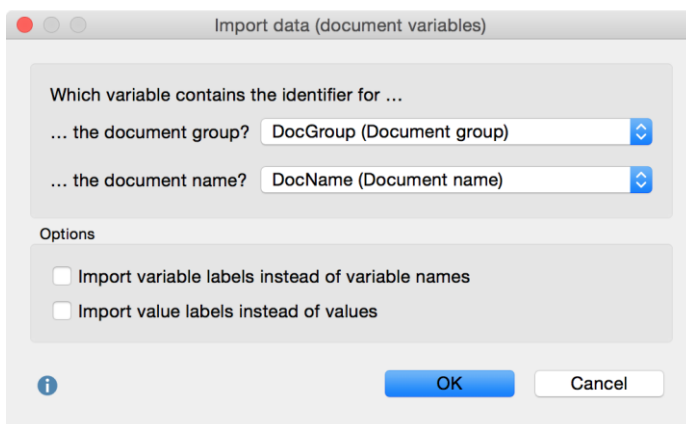 Import data (document variables)
Which variable contains the identifier for ...
... the document group? DocGroup (Document group)
... the document name? DocName (Document name)
Options
Import variable labels instead of variable names
Import value labels instead of values
i
OK Cancel